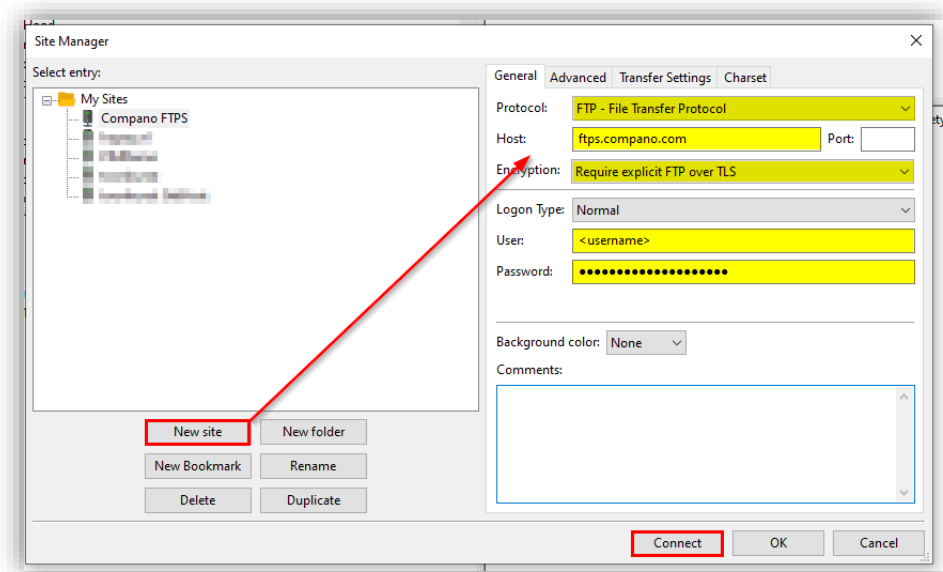 Site Manager
Select entry:
My Sites
Compano FTPS
New site
New folder
New Bookmark
Rename
Delete
Duplicate
General
Advanced
Transfer Settings
Charset
Protocol:
FTP - File Transfer Protocol
Host:
ftps.compano.com
Port:
Encryption:
Require explicit FTP over TLS
Logon Type:
Normal
User:
<username>
Password:
●●●●●●●●●●●●●●●●●●●●
Background color:
None
Comments:
Connect
OK
Cancel